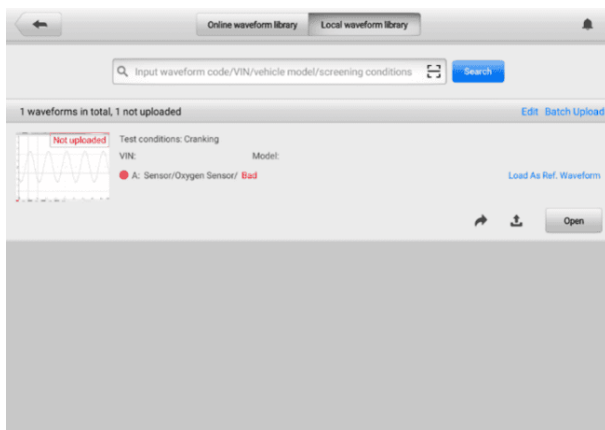 Online waveform library Local waveform library
Input waveform code/VIN/vehicle model/screening conditions Search
1 waveforms in total, 1 not uploaded Edit Batch Upload
Not uploaded Test conditions: Cranking
VIN: Model:
A: Sensor/Oxygen Sensor/ Bad Load As Ref. Waveform
Open